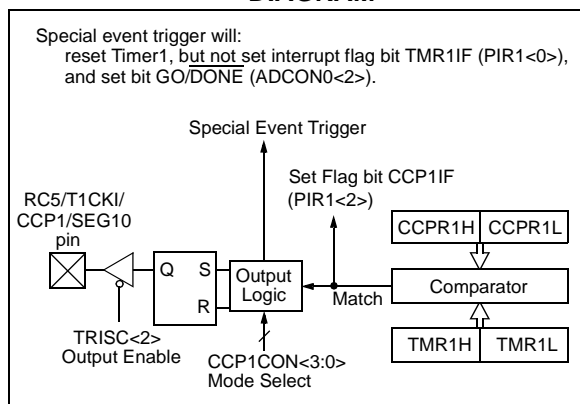 DIAGRAM
Special event trigger will:
reset Timer1, but not set interrupt flag bit TMR1IF (PIR1<0>),
and set bit GO/DONE (ADCON0<2>).
Special Event Trigger
Set Flag bit CCP1IF
(PIR1<2>)
RC5/T1CKI/
CCP1/SEG10
pin
CCPR1H CCPR1L
Q S Output
R Logic
Match
Comparator
TRISC<2>
Output Enable
CCP1CON<3:0>
Mode Select
TMR1H TMR1L